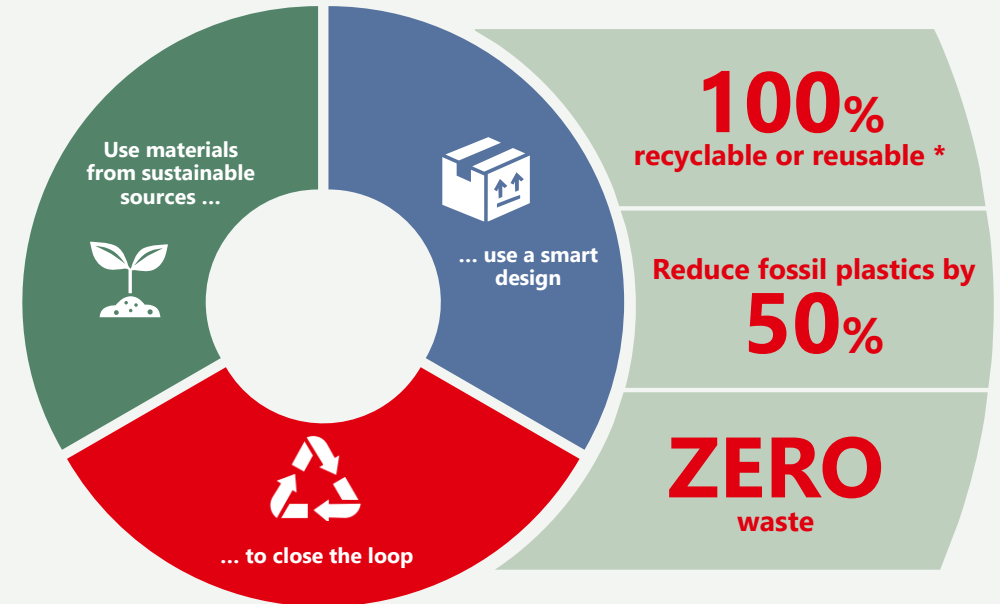 Use materials
from sustainable
sources ...
... use a smart
design
... to close the loop
100%
recyclable or reusable *
Reduce fossil plastics by
50%
ZERO
waste